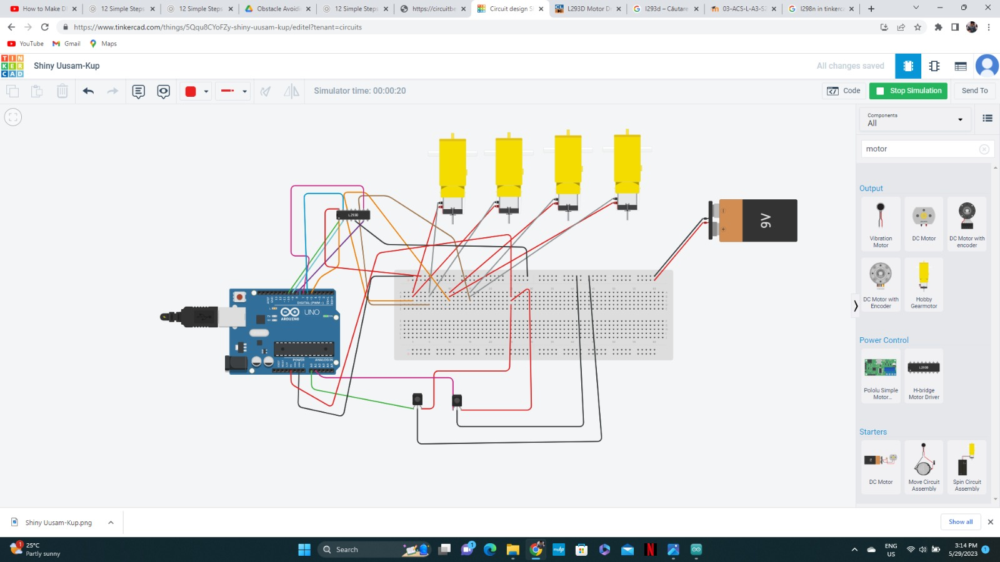 How to Make D
12 Simple Steps
12 Simple Steps
Obstacle Avoidi
12 Simple Steps
https://circuitbe
Circuit design S
L293D Motor D
l293d – Căutare
03-ACS-L-A3-S2
l298n in tinkerca
https://www.tinkercad.com/things/5Qqu8CYoFZy-shiny-uusam-kup/editel?tenant=circuits
YouTube
Gmail
Maps
TIN
KER
CAD
Shiny Uusam-Kup
All changes saved
Simulator time: 00:00:20
Code
Stop Simulation
Send To
Components
All
motor
Output
Vibration
Motor
DC Motor
DC Motor with
encoder
DC Motor with
Encoder
Hobby
Gearmotor
Power Control
L293D
Pololu Simple
Motor...
H-bridge
Motor Driver
Starters
DC Motor
Move Circuit
Assembly
Spin Circuit
Assembly
L293D
9V
DIGITAL (PWM~)
UNO
ARDUINO
POWER
ANALOG IN
Shiny Uusam-Kup.png
Show all
1
25°C
Partly sunny
Search
ENG
US
3:14 PM
5/29/2023